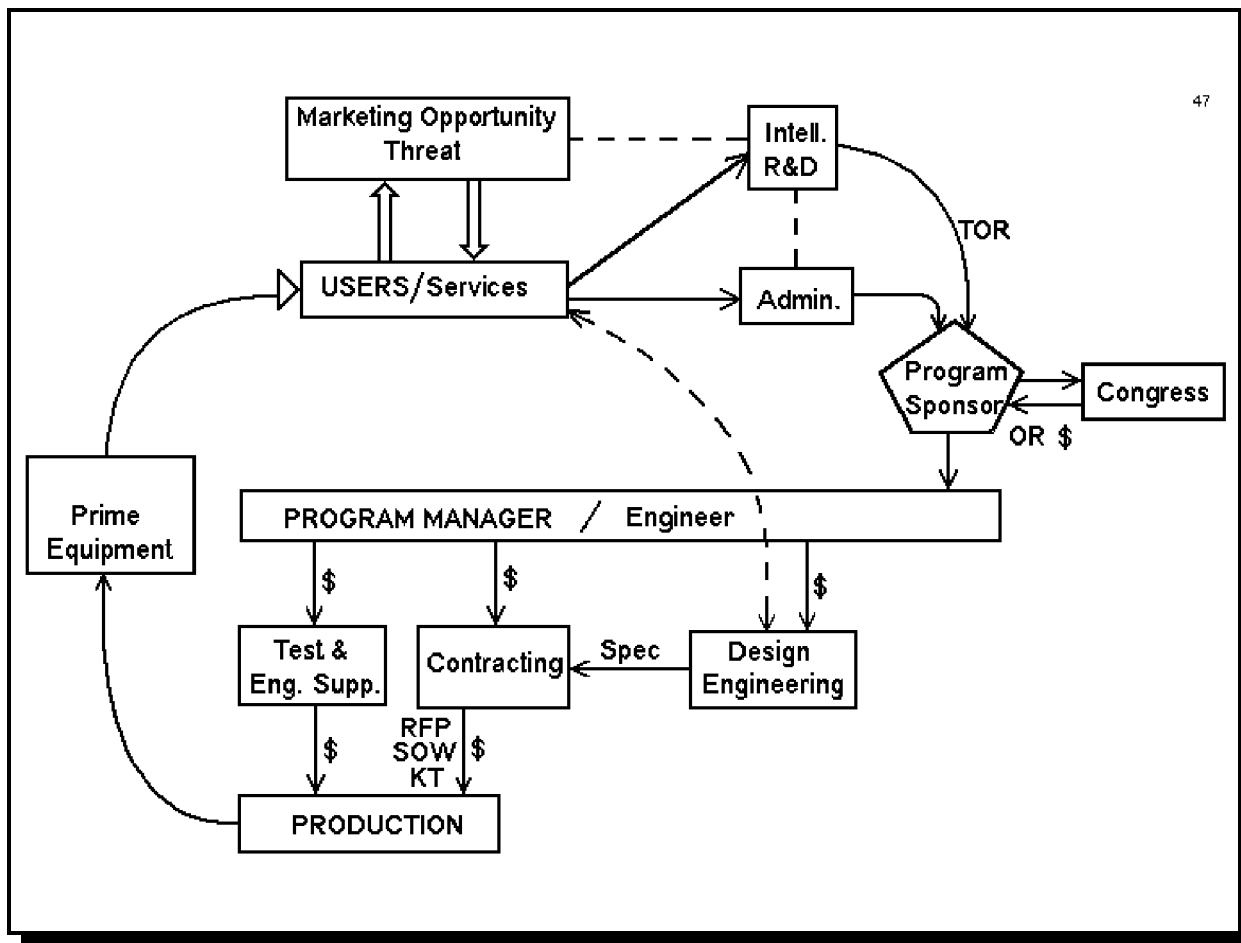 47
Marketing Opportunity
Threat
Intell.
R&D
TOR
USERS/Services
Admin.
Program
Sponsor
Congress
OR $
Prime
Equipment
PROGRAM MANAGER / Engineer
$
$
$
Test &
Eng. Supp.
Contracting
Spec
Design
Engineering
$
RFP
SOW
KT
$
PRODUCTION